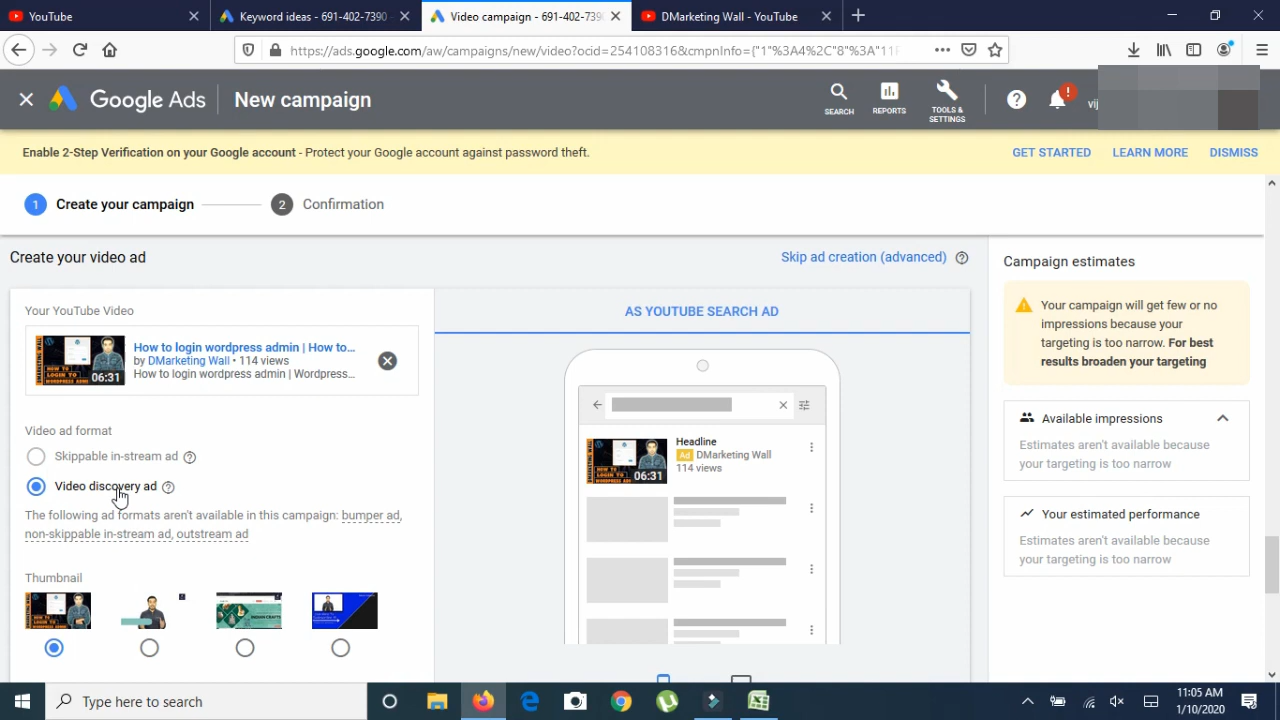 YouTube
Keyword ideas - 691-402-7390
Video campaign - 691-402-739
DMarketing Wall - YouTube
https://ads.google.com/aw/campaigns/new/video?ocid=254108316&cmpnInfo={"1"%3A4%2C"8"%3A"11
Google Ads
New campaign
SEARCH
REPORTS
TOOLS &
SETTINGS
vij
Enable 2-Step Verification on your Google account - Protect your Google account against password theft.
GET STARTED
LEARN MORE
DISMISS
1 Create your campaign
2 Confirmation
Create your video ad
Skip ad creation (advanced)
Your YouTube Video
How to login wordpress admin | How to...
by DMarketing Wall • 114 views
How to login wordpress admin | Wordpress...
06:31
Video ad format
Skippable in-stream ad
Video discovery ad
The following ad formats aren't available in this campaign: bumper ad,
non-skippable in-stream ad, outstream ad
Thumbnail
AS YOUTUBE SEARCH AD
Headline
Ad DMarketing Wall
114 views
06:31
Campaign estimates
Your campaign will get few or no
impressions because your
targeting is too narrow. For best
results broaden your targeting
Available impressions
Estimates aren't available because
your targeting is too narrow
Your estimated performance
Estimates aren't available because
your targeting is too narrow
Type here to search
11:05 AM
1/10/2020